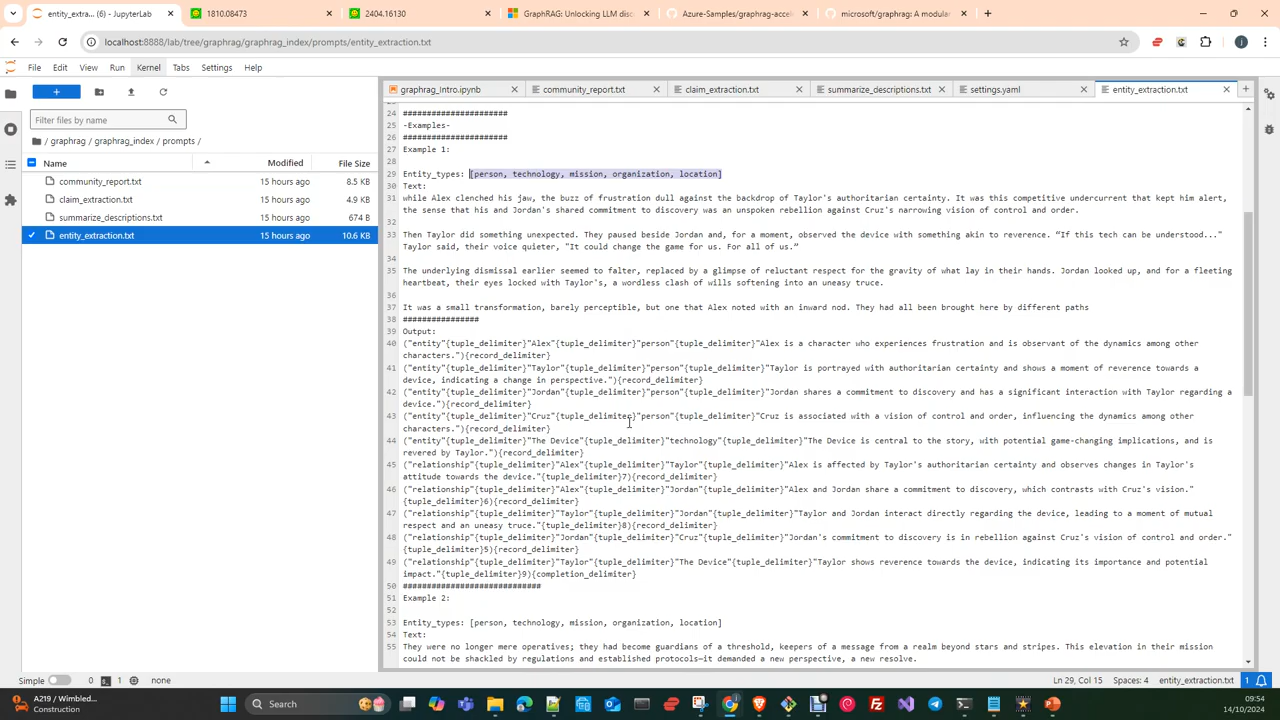 entity_extra... (6) - JupyterLab
1810.08473
2404.16130
GraphRAG: Unlocking LLM disc
Azure-Samples/graphrag-accel
microsoft/graphrag: A modular
localhost:8888/lab/tree/graphrag/graphrag_index/prompts/entity_extraction.txt
File Edit View Run Kernel Tabs Settings Help
graphrag_Intro.ipynb
community_report.txt
claim_extraction.txt
summarize_descriptions.txt
settings.yaml
entity_extraction.txt
Filter files by name
/ graphrag / graphrag_index / prompts /
Name Modified File Size
community_report.txt 15 hours ago 8.5 KB
claim_extraction.txt 15 hours ago 4.9 KB
summarize_descriptions.txt 15 hours ago 674 B
entity_extraction.txt 15 hours ago 10.6 KB
24 ######################
25 -Examples-
26 ######################
27 Example 1:
28
29 Entity_types: [person, technology, mission, organization, location]
30 Text:
31 while Alex clenched his jaw, the buzz of frustration dull against the backdrop of Taylor's authoritarian certainty. It was this competitive undercurrent that kept him alert,
the sense that his and Jordan's shared commitment to discovery was an unspoken rebellion against Cruz's narrowing vision of control and order.
32
33 Then Taylor did something unexpected. They paused beside Jordan and, for a moment, observed the device with something akin to reverence. “If this tech can be understood..."
Taylor said, their voice quieter, "It could change the game for us. For all of us.”
34
35 The underlying dismissal earlier seemed to falter, replaced by a glimpse of reluctant respect for the gravity of what lay in their hands. Jordan looked up, and for a fleeting
heartbeat, their eyes locked with Taylor's, a wordless clash of wills softening into an uneasy truce.
36
37 It was a small transformation, barely perceptible, but one that Alex noted with an inward nod. They had all been brought here by different paths
38 ################
39 Output:
40 ("entity"{tuple_delimiter}"Alex"{tuple_delimiter}"person"{tuple_delimiter}"Alex is a character who experiences frustration and is observant of the dynamics among other
characters."){record_delimiter}
41 ("entity"{tuple_delimiter}"Taylor"{tuple_delimiter}"person"{tuple_delimiter}"Taylor is portrayed with authoritarian certainty and shows a moment of reverence towards a
device, indicating a change in perspective."){record_delimiter}
42 ("entity"{tuple_delimiter}"Jordan"{tuple_delimiter}"person"{tuple_delimiter}"Jordan shares a commitment to discovery and has a significant interaction with Taylor regarding a
device."){record_delimiter}
43 ("entity"{tuple_delimiter}"Cruz"{tuple_delimiter}"person"{tuple_delimiter}"Cruz is associated with a vision of control and order, influencing the dynamics among other
characters."){record_delimiter}
44 ("entity"{tuple_delimiter}"The Device"{tuple_delimiter}"technology"{tuple_delimiter}"The Device is central to the story, with potential game-changing implications, and is
revered by Taylor."){record_delimiter}
45 ("relationship"{tuple_delimiter}"Alex"{tuple_delimiter}"Taylor"{tuple_delimiter}"Alex is affected by Taylor's authoritarian certainty and observes changes in Taylor's
attitude towards the device."{tuple_delimiter}7){record_delimiter}
46 ("relationship"{tuple_delimiter}"Alex"{tuple_delimiter}"Jordan"{tuple_delimiter}"Alex and Jordan share a commitment to discovery, which contrasts with Cruz's vision."
{tuple_delimiter}6){record_delimiter}
47 ("relationship"{tuple_delimiter}"Taylor"{tuple_delimiter}"Jordan"{tuple_delimiter}"Taylor and Jordan interact directly regarding the device, leading to a moment of mutual
respect and an uneasy truce."{tuple_delimiter}8){record_delimiter}
48 ("relationship"{tuple_delimiter}"Jordan"{tuple_delimiter}"Cruz"{tuple_delimiter}"Jordan's commitment to discovery is in rebellion against Cruz's vision of control and order."
{tuple_delimiter}5){record_delimiter}
49 ("relationship"{tuple_delimiter}"Taylor"{tuple_delimiter}"The Device"{tuple_delimiter}"Taylor shows reverence towards the device, indicating its importance and potential
impact."{tuple_delimiter}9){completion_delimiter}
50 #############################
51 Example 2:
52
53 Entity_types: [person, technology, mission, organization, location]
54 Text:
55 They were no longer mere operatives; they had become guardians of a threshold, keepers of a message from a realm beyond stars and stripes. This elevation in their mission
could not be shackled by regulations and established protocols—it demanded a new perspective, a new resolve.
Simple 0 1 none
Ln 29, Col 15 Spaces: 4 entity_extraction.txt 1
A219 / Wimbled...
Construction
Search
09:54
14/10/2024